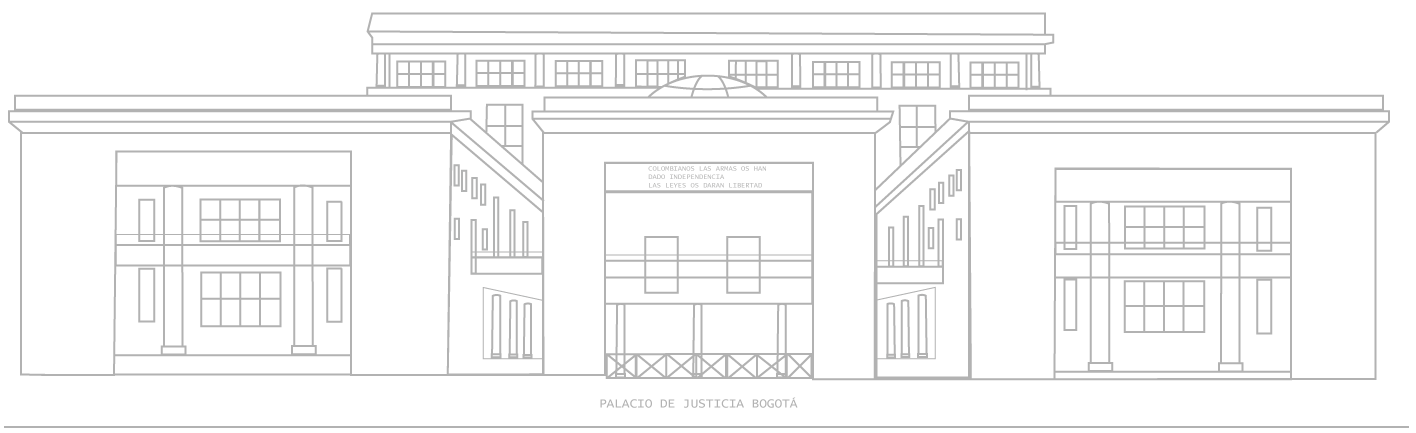 COLOMBIANOS LAS ARMAS OS HAN
DADO INDEPENDENCIA
LAS LEYES OS DARAN LIBERTAD
PALACIO DE JUSTICIA BOGOTÁ